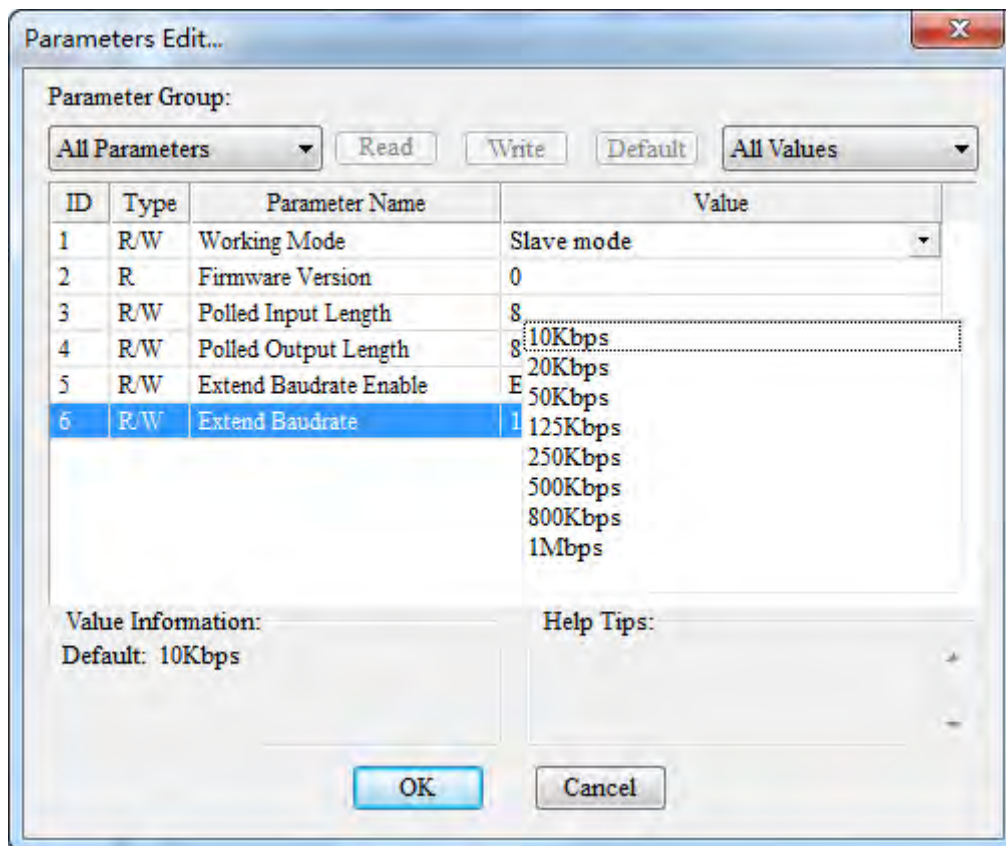 Parameters Edit...
Parameter Group:
All Parameters Read Write Default All Values
ID Type Parameter Name Value
1 R/W Working Mode Slave mode
2 R Firmware Version 0
3 R/W Polled Input Length 8
4 R/W Polled Output Length 8
5 R/W Extend Baudrate Enable E
6 R/W Extend Baudrate 1
10Kbps
20Kbps
50Kbps
125Kbps
250Kbps
500Kbps
800Kbps
1Mbps
Value Information:
Default: 10Kbps
Help Tips:
OK Cancel